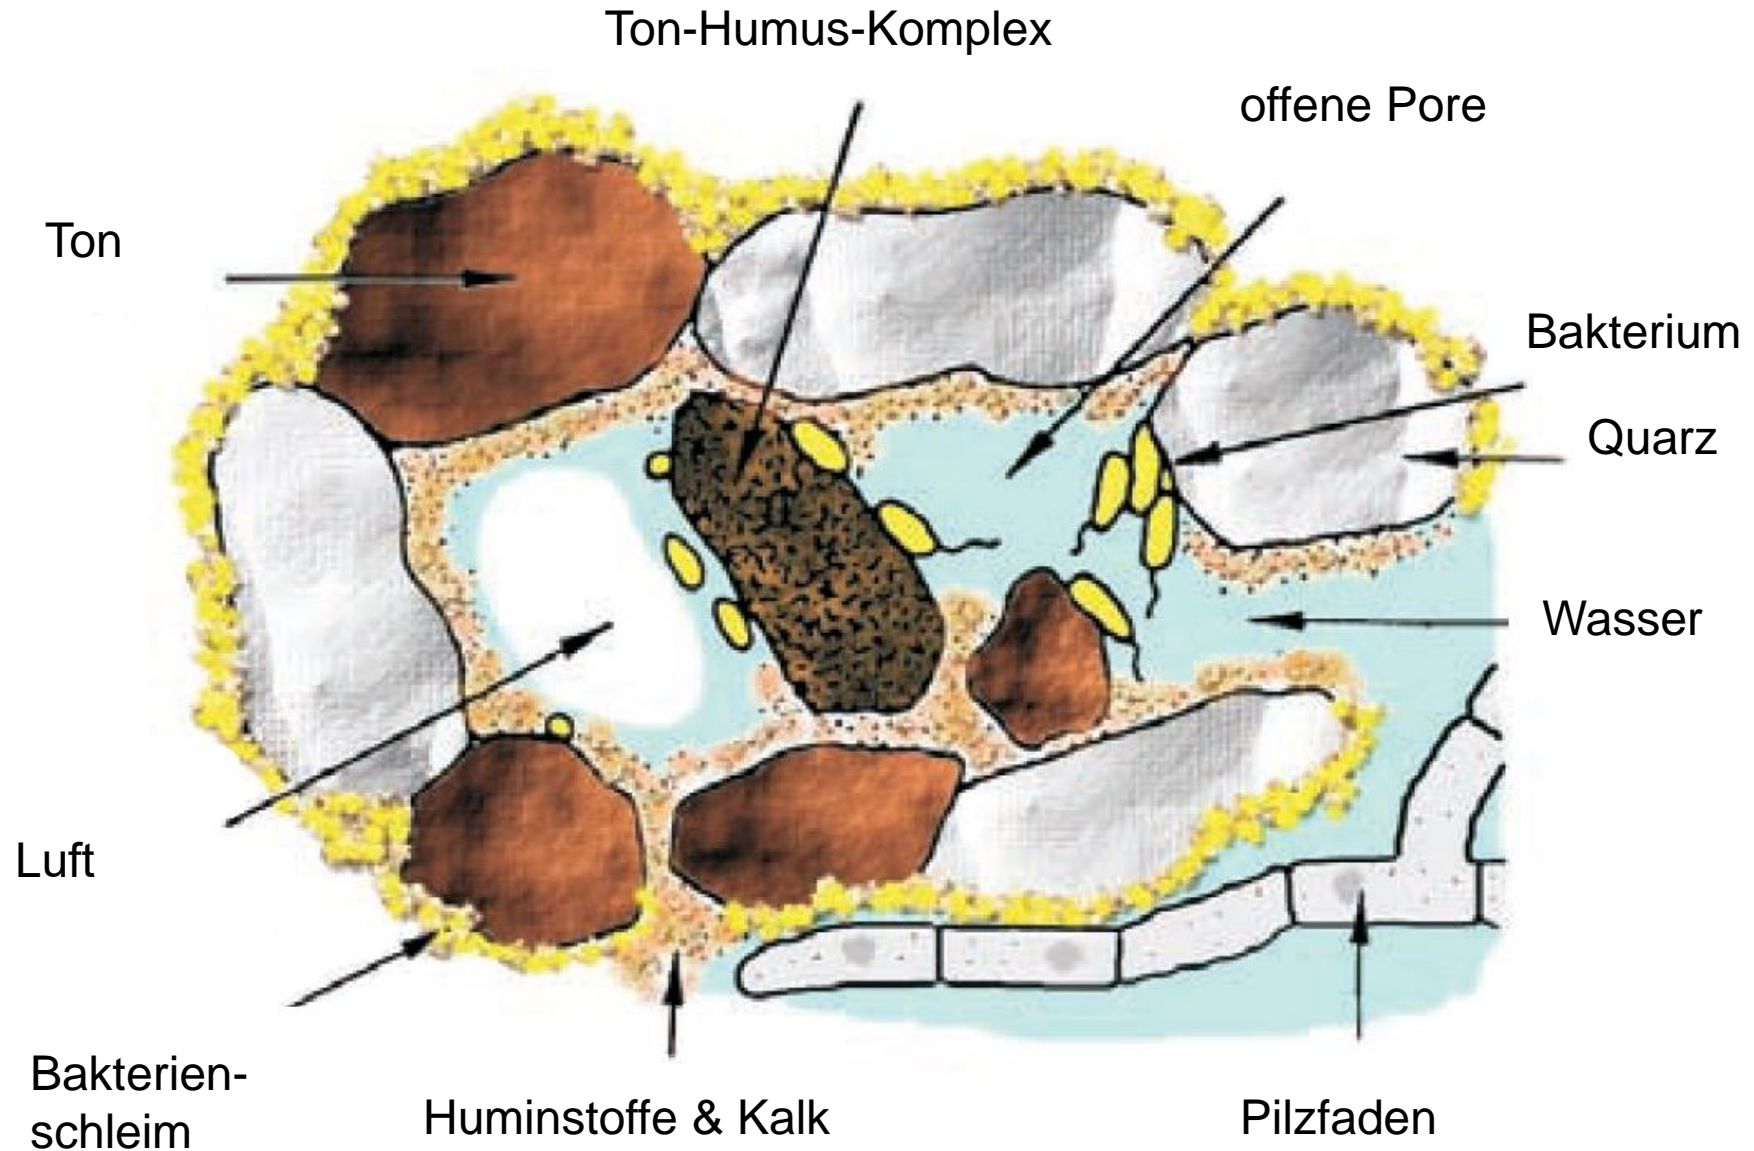 Ton-Humus-Komplex
offene Pore
Ton
Bakterium
Quarz
Wasser
Luft
Bakterien-
schleim
Huminstoffe & Kalk
Pilzfaden